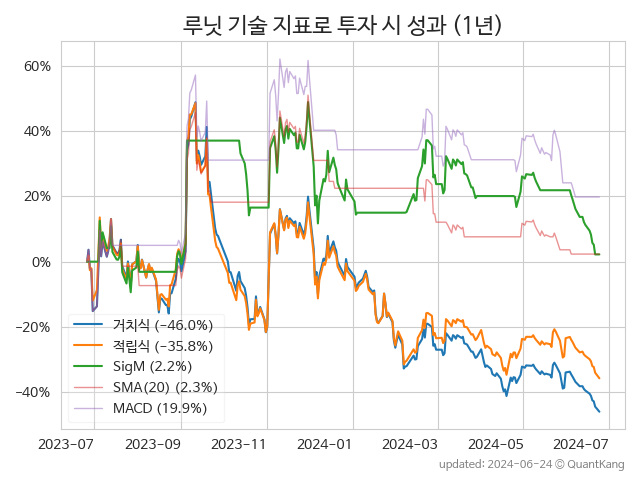 루닛 기술 지표로 투자 시 성과 (1년)
60%
40%
20%
0%
−20%
−40%
거치식 (−46.0%)
적립식 (−35.8%)
SigM (2.2%)
SMA(20) (2.3%)
MACD (19.9%)
2023-07 2023-09 2023-11 2024-01 2024-03 2024-05 2024-07
updated: 2024-06-24 ⓒ QuantKang